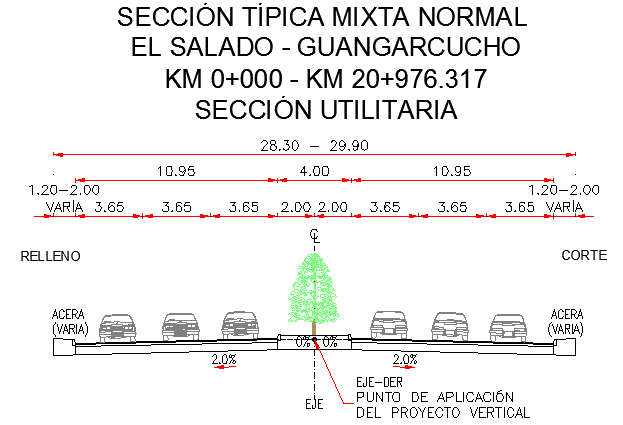 SECCIÓN TÍPICA MIXTA NORMAL
EL SALADO - GUANGARCUCHO
KM 0+000 - KM 20+976.317
SECCIÓN UTILITARIA
28.30 - 29.90
10.95 4.00 10.95
1.20-2.00 1.20-2.00
VARÍA 3.65 3.65 3.65 2.00 2.00 3.65 3.65 3.65 VARÍA
CL
RELLENO CORTE
ACERA ACERA
(VARIA) (VARIA)
0% 0%
2.0% 2.0%
EJE-DER
PUNTO DE APLICACIÓN
EJE
DEL PROYECTO VERTICAL